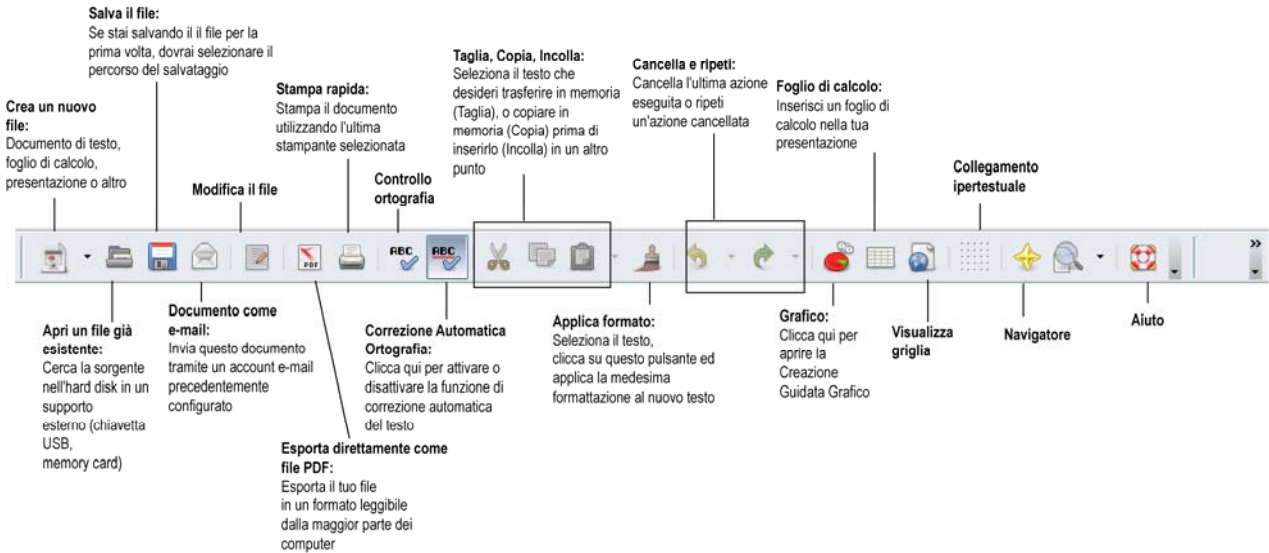 Salva il file:
Se stai salvando il il file per la
prima volta, dovrai selezionare il
percorso del salvataggio
Crea un nuovo
file:
Documento di testo,
foglio di calcolo,
presentazione o altro
Modifica il file
Stampa rapida:
Stampa il documento
utilizzando l'ultima
stampante selezionata
Controllo
ortografia
Taglia, Copia, Incolla:
Seleziona il testo che
desideri trasferire in memoria
(Taglia), o copiare in
memoria (Copia) prima di
inserirlo (Incolla) in un altro
punto
Cancella e ripeti:
Cancella l'ultima azione
eseguita o ripeti
un'azione cancellata
Foglio di calcolo:
Inserisci un foglio di
calcolo nella tua
presentazione
Collegamento
ipertestuale
PDF
ABC
ABC
Apri un file già
esistente:
Cerca la sorgente
nell'hard disk in un
supporto
esterno (chiavetta
USB,
memory card)
Documento come
e-mail:
Invia questo documento
tramite un account e-mail
precedentemente
configurato
Esporta direttamente come
file PDF:
Esporta il tuo file
in un formato leggibile
dalla maggior parte dei
computer
Correzione Automatica
Ortografia:
Clicca qui per attivare o
disattivare la funzione di
correzione automatica
del testo
Applica formato:
Seleziona il testo,
clicca su questo pulsante ed
applica la medesima
formattazione al nuovo testo
Grafico:
Clicca qui per
aprire la
Creazione
Guidata Grafico
Visualizza
griglia
Navigatore
Aiuto